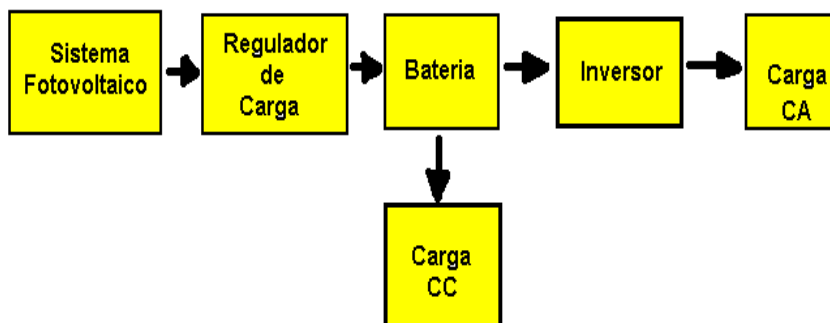 Sistema
Fotovoltaico
Regulador
de
Carga
Bateria
Inversor
Carga
CA
Carga
CC